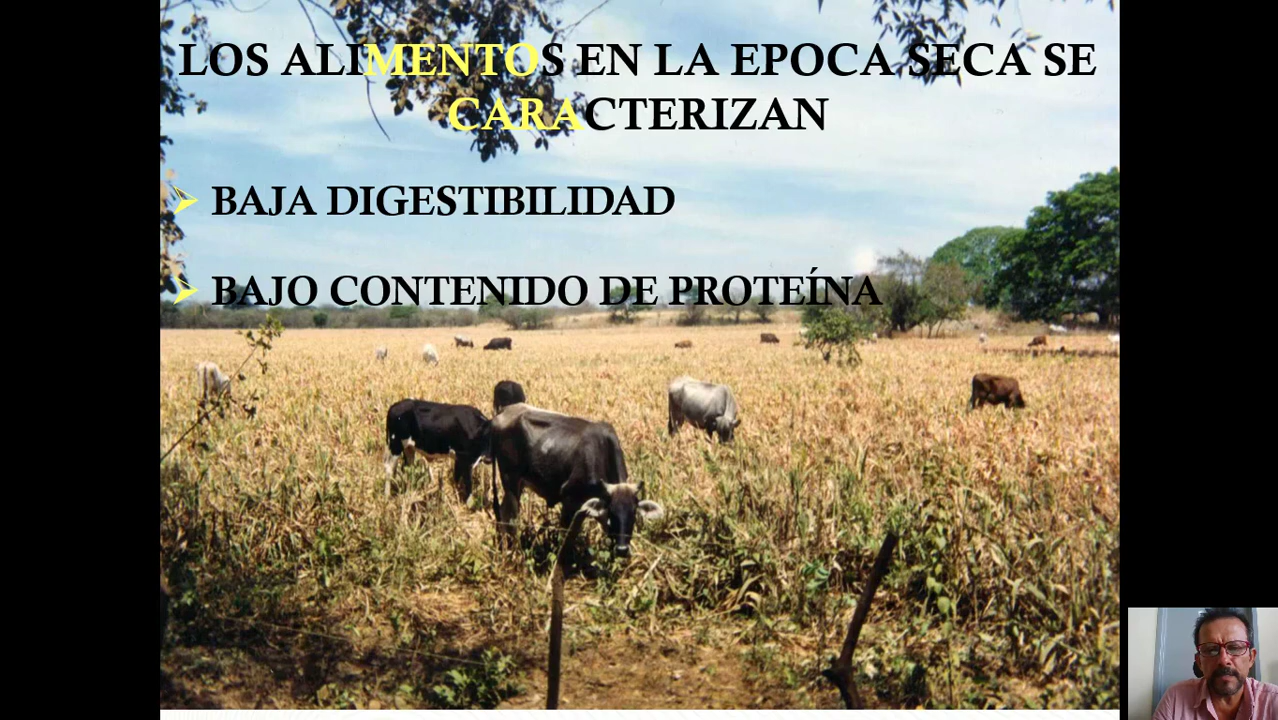 LOS ALIMENTOS EN LA EPOCA SECA SE
CARACTERIZAN
BAJA DIGESTIBILIDAD
BAJO CONTENIDO DE PROTEÍNA